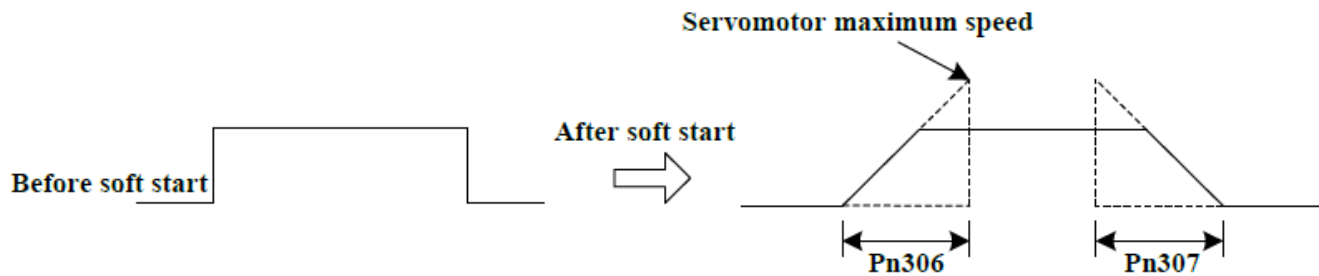 Servomotor maximum speed
After soft start
Before soft start
Pn306
Pn307